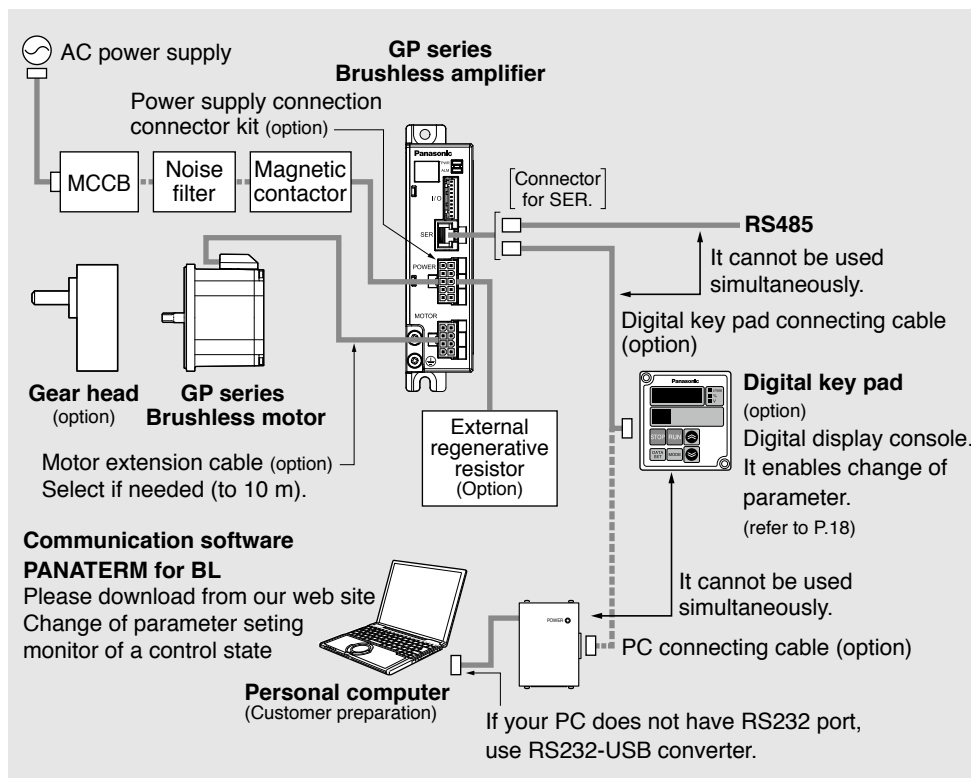 AC power supply
GP series
Brushless amplifier
Power supply connection
connector kit (option)
MCCB
Noise
filter
Magnetic
contactor
Panasonic
PWR
ALM
I/O
SER
POWER
MOTOR
Connector
for SER.
RS485
It cannot be used
simultaneously.
Digital key pad connecting cable
(option)
Gear head
(option)
GP series
Brushless motor
Motor extension cable (option)
Select if needed (to 10 m).
External
regenerative
resistor
(Option)
Panasonic
%
V
STOP
RUN
DATA
SET
MODE
Digital key pad
(option)
Digital display console.
It enables change of
parameter.
(refer to P.18)
Communication software
PANATERM for BL
Please download from our web site
Change of parameter seting
monitor of a control state
Personal computer
(Customer preparation)
POWER
It cannot be used
simultaneously.
PC connecting cable (option)
If your PC does not have RS232 port,
use RS232-USB converter.